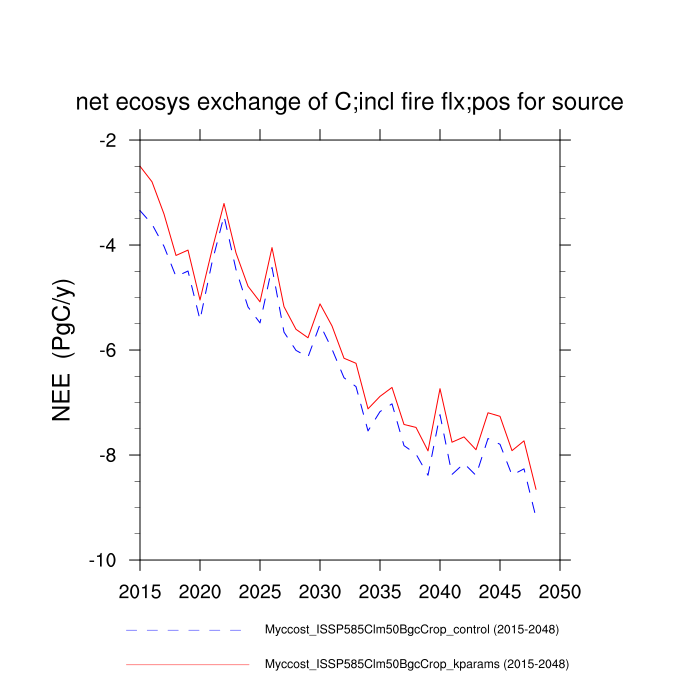 net ecosys exchange of C;incl fire flx;pos for source
NEE (PgC/y)
-2
-4
-6
-8
-10
2015 2020 2025 2030 2035 2040 2045 2050
Myccost_ISSP585Clm50BgcCrop_control (2015-2048)
Myccost_ISSP585Clm50BgcCrop_kparams (2015-2048)